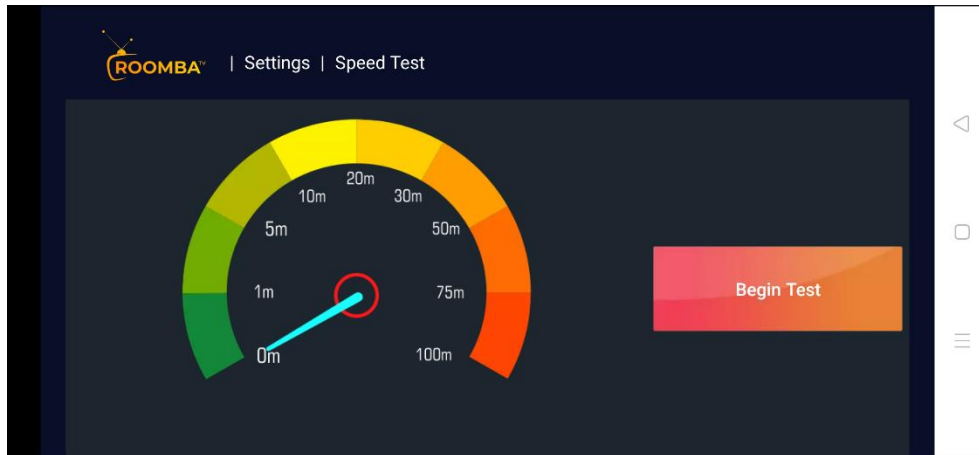 ROOMBA TV | Settings | Speed Test
20m
10m
30m
5m
50m
1m
75m
Begin Test
0m
100m